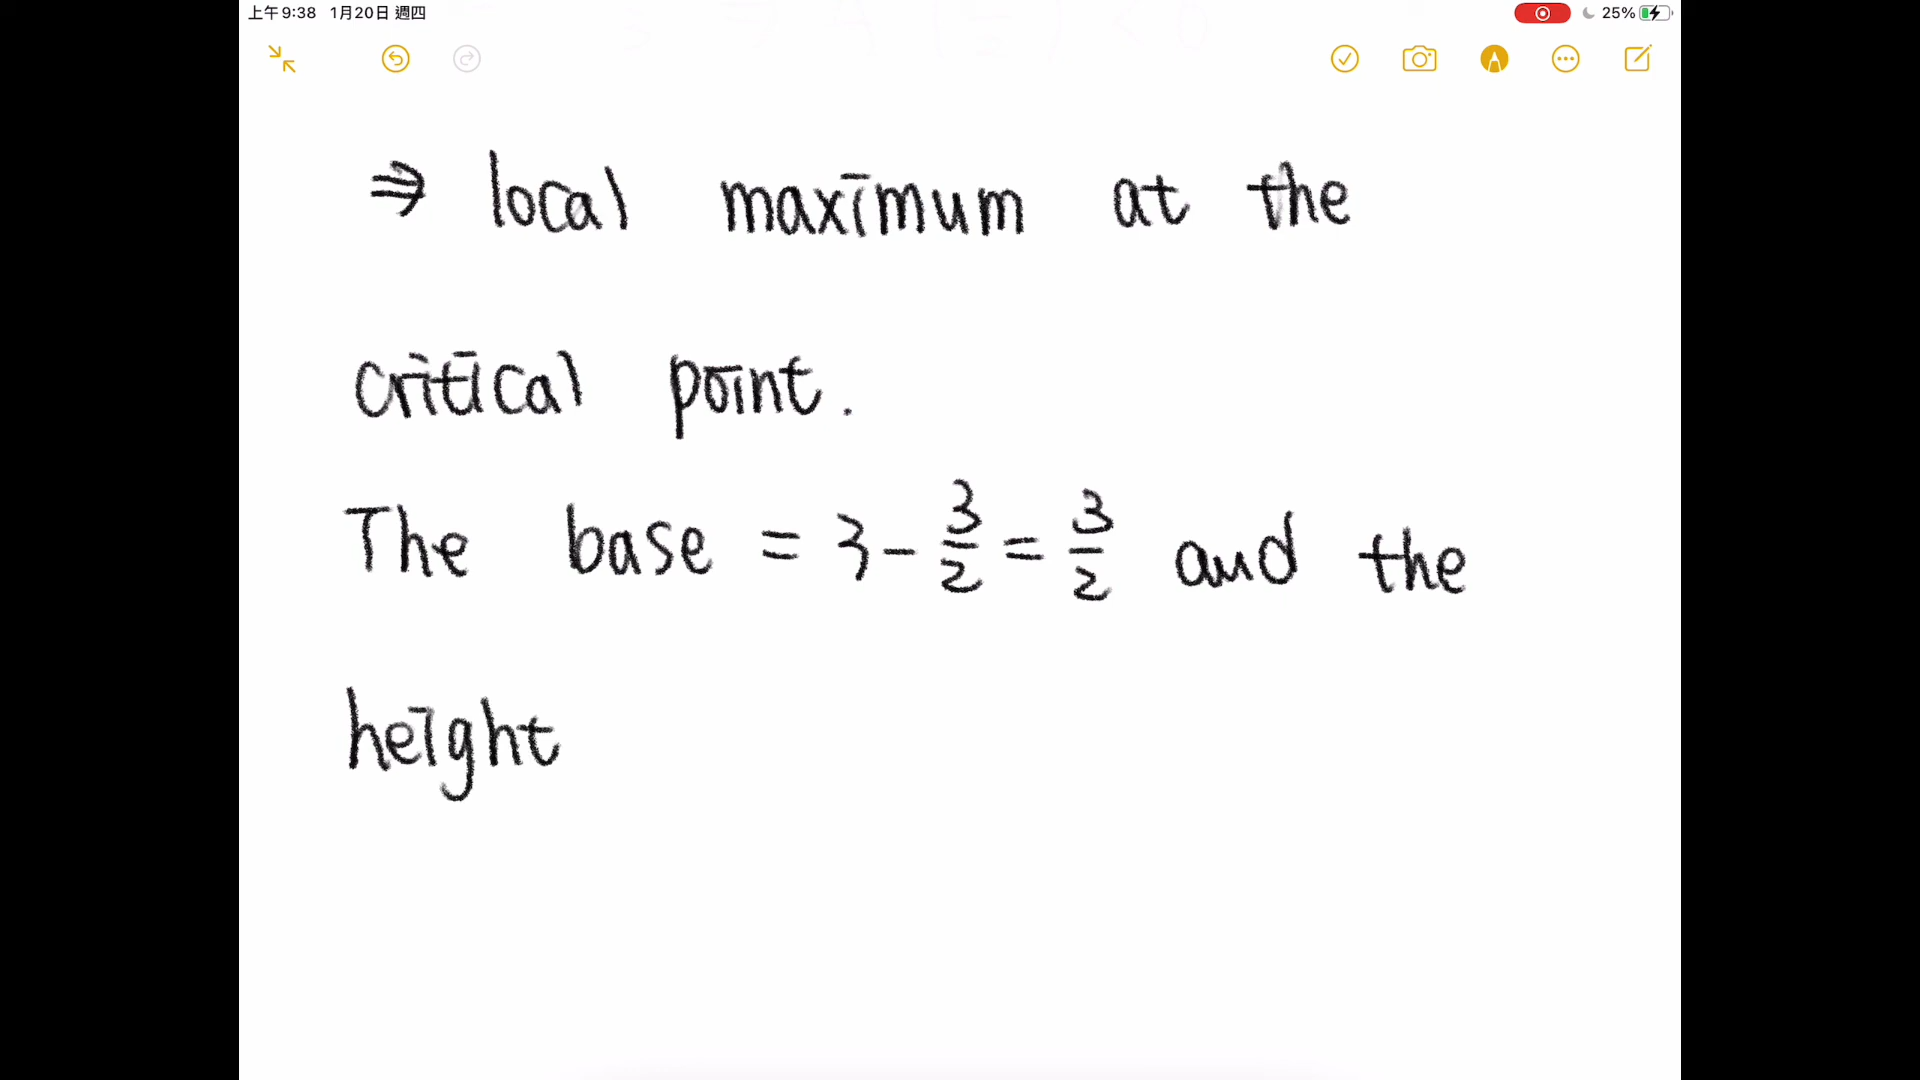 上午9:38 1月20日 週四 25%
⇒ local maximum at the
critical point.
The base = 3 - 3/2 = 3/2 and the
height